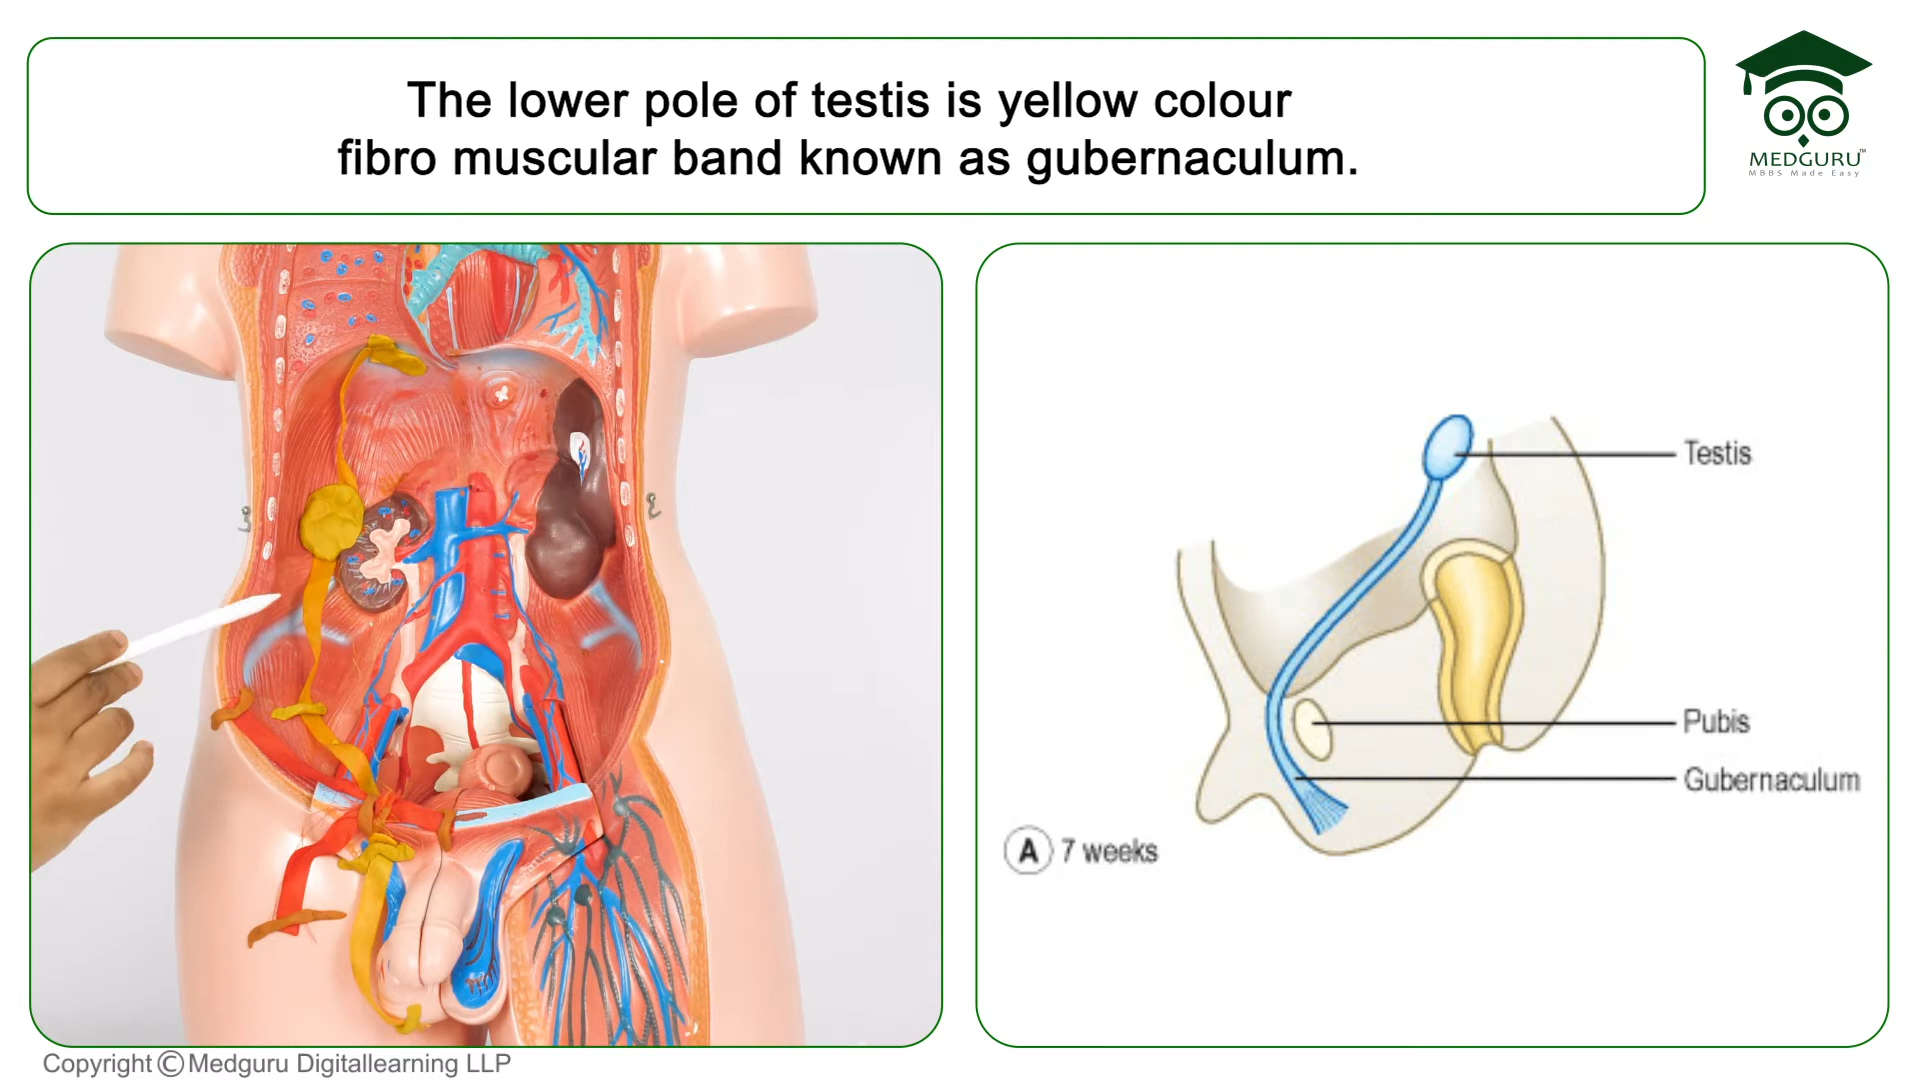 The lower pole of testis is yellow colour
fibro muscular band known as gubernaculum.
MEDGURU™
MBBS Made Easy
Testis
Pubis
Gubernaculum
A 7 weeks
Copyright © Medguru Digitallearning LLP